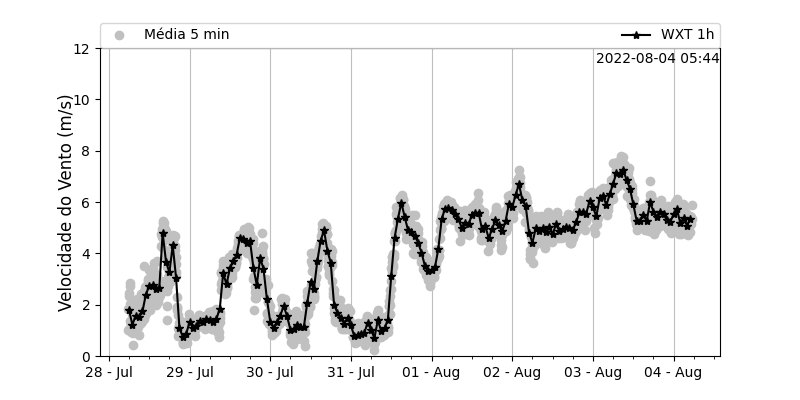 Média 5 min
WXT 1h
2022-08-04 05:44
Velocidade do Vento (m/s)
12
10
8
6
4
2
0
28 - Jul
29 - Jul
30 - Jul
31 - Jul
01 - Aug
02 - Aug
03 - Aug
04 - Aug